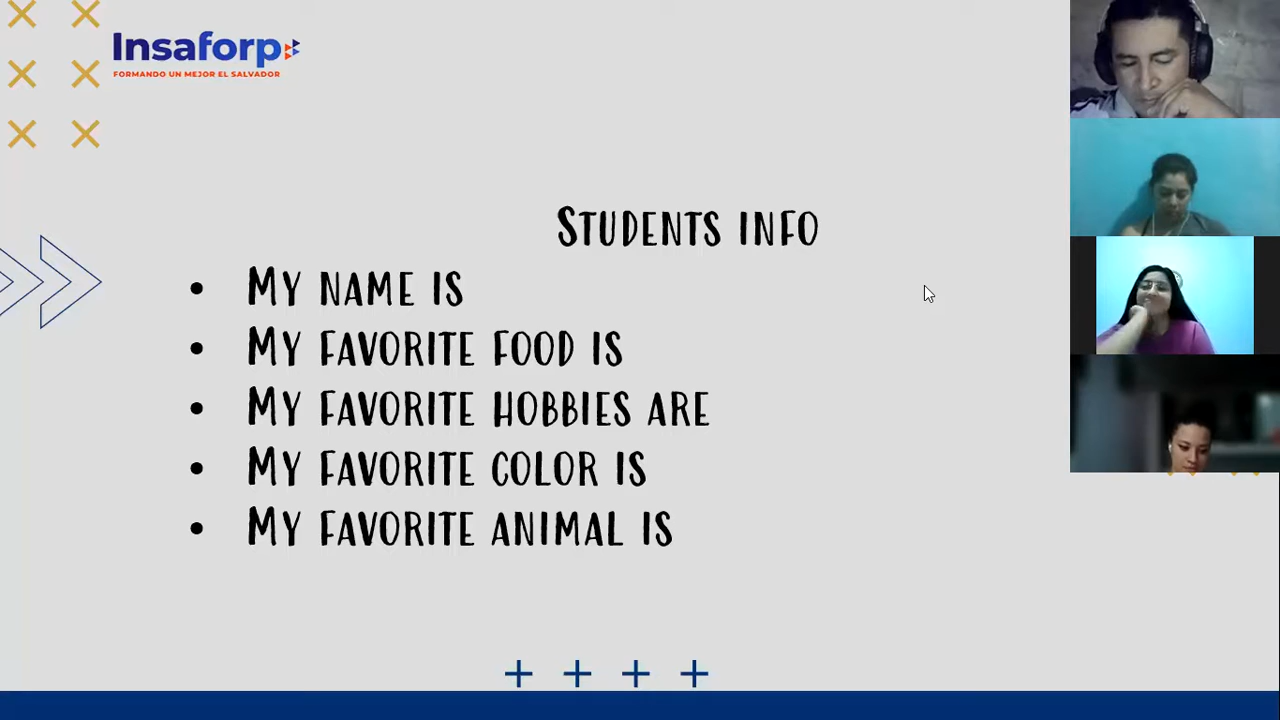 Insaforp
FORMANDO UN MEJOR EL SALVADOR
STUDENTS INFO
• MY NAME IS
• MY FAVORITE FOOD IS
• MY FAVORITE HOBBIES ARE
• MY FAVORITE COLOR IS
• MY FAVORITE ANIMAL IS